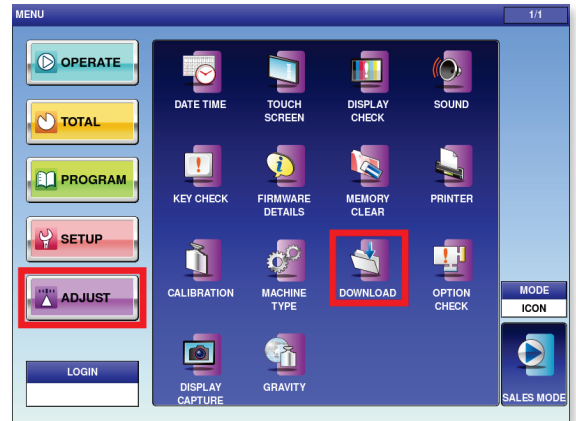 MENU
1/1
OPERATE
TOTAL
PROGRAM
SETUP
ADJUST
LOGIN
DATE TIME
TOUCH
SCREEN
DISPLAY
CHECK
SOUND
KEY CHECK
FIRMWARE
DETAILS
MEMORY
CLEAR
PRINTER
CALIBRATION
MACHINE
TYPE
DOWNLOAD
OPTION
CHECK
DISPLAY
CAPTURE
GRAVITY
MODE
ICON
SALES MODE